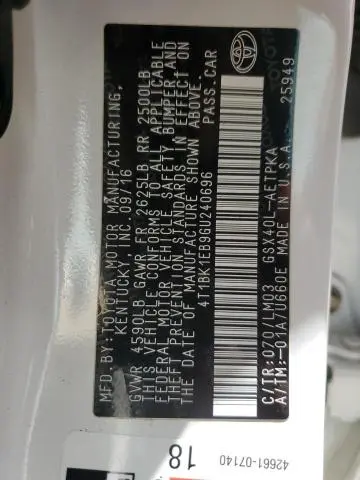 MFD.BY:TOYOTA MOTOR MANUFACTURING,
KENTUCKY, INC. 09/16
GVWR 4590LB GAWR FR 2625LB RR 2500LB
THIS VEHICLE CONFORMS TO ALL APPLICABLE
FEDERAL MOTOR VEHICLE SAFETY, BUMPER AND
THEFT PREVENTION STANDARDS IN EFFECT ON
THE DATE OF MANUFACTURE SHOWN ABOVE.
4T1BK1EB9GU240696 PASS.CAR
TOYOTA
C/TR:070/LM03 GSX40L-AETPKA
A/TM:-01A/U660E MADE IN U.S.A. 25949
42661-07140
18